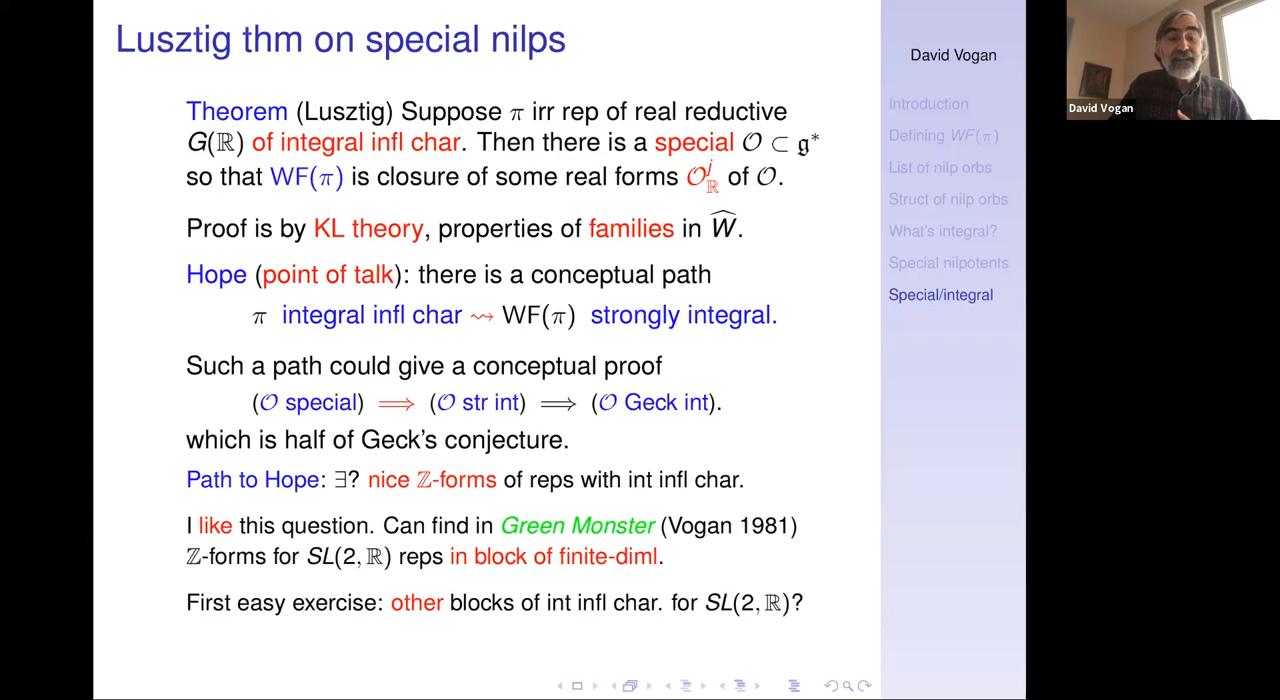 Lusztig thm on special nilps
Theorem (Lusztig) Suppose π irr rep of real reductive
G(ℝ) of integral infl char. Then there is a special 𝒪 ⊂ 𝔤*
so that WF(π) is closure of some real forms 𝒪^j_ℝ of 𝒪.
Proof is by KL theory, properties of families in Ŵ.
Hope (point of talk): there is a conceptual path
π integral infl char ⇝ WF(π) strongly integral.
Such a path could give a conceptual proof
(𝒪 special) ⟹ (𝒪 str int) ⟹ (𝒪 Geck int).
which is half of Geck's conjecture.
Path to Hope: ∃? nice ℤ-forms of reps with int infl char.
I like this question. Can find in Green Monster (Vogan 1981)
ℤ-forms for SL(2, ℝ) reps in block of finite-diml.
First easy exercise: other blocks of int infl char. for SL(2, ℝ)?
David Vogan
Introduction
Defining WF(π)
List of nilp orbs
Struct of nilp orbs
What's integral?
Special nilpotents
Special/integral
David Vogan